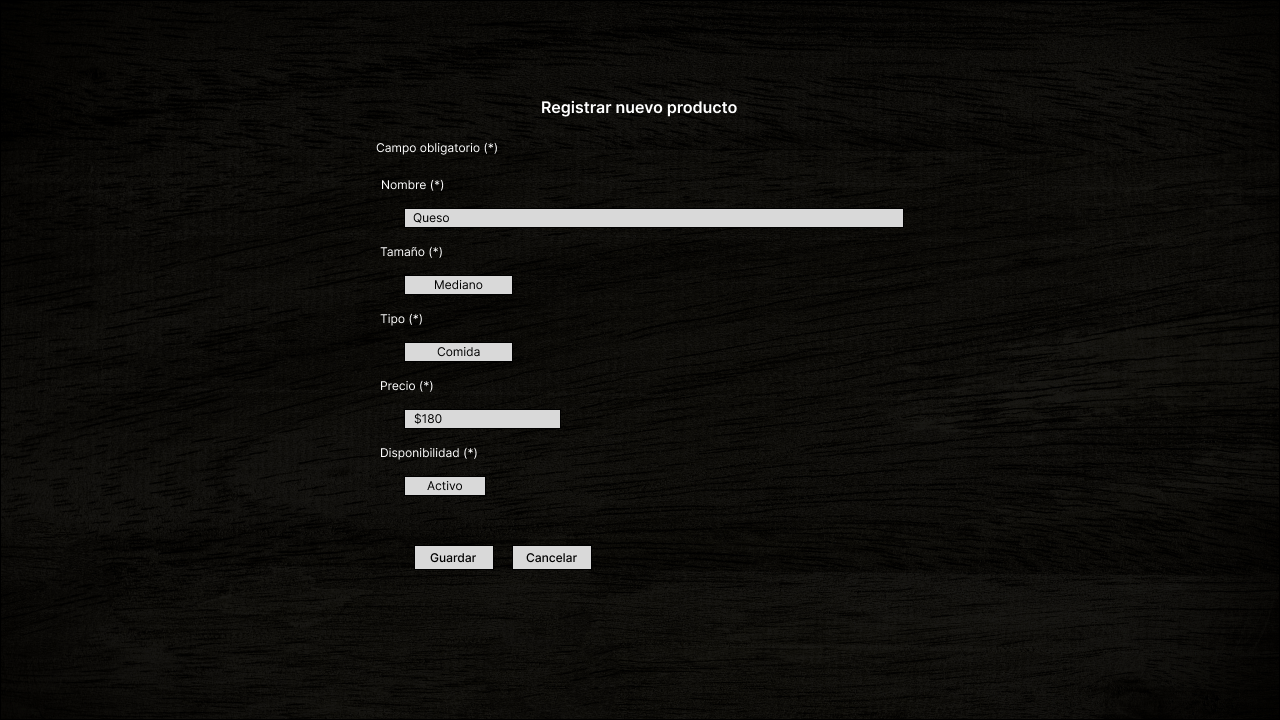 Registrar nuevo producto
Campo obligatorio (*)
Nombre (*)
Queso
Tamaño (*)
Mediano
Tipo (*)
Comida
Precio (*)
$180
Disponibilidad (*)
Activo
Guardar Cancelar